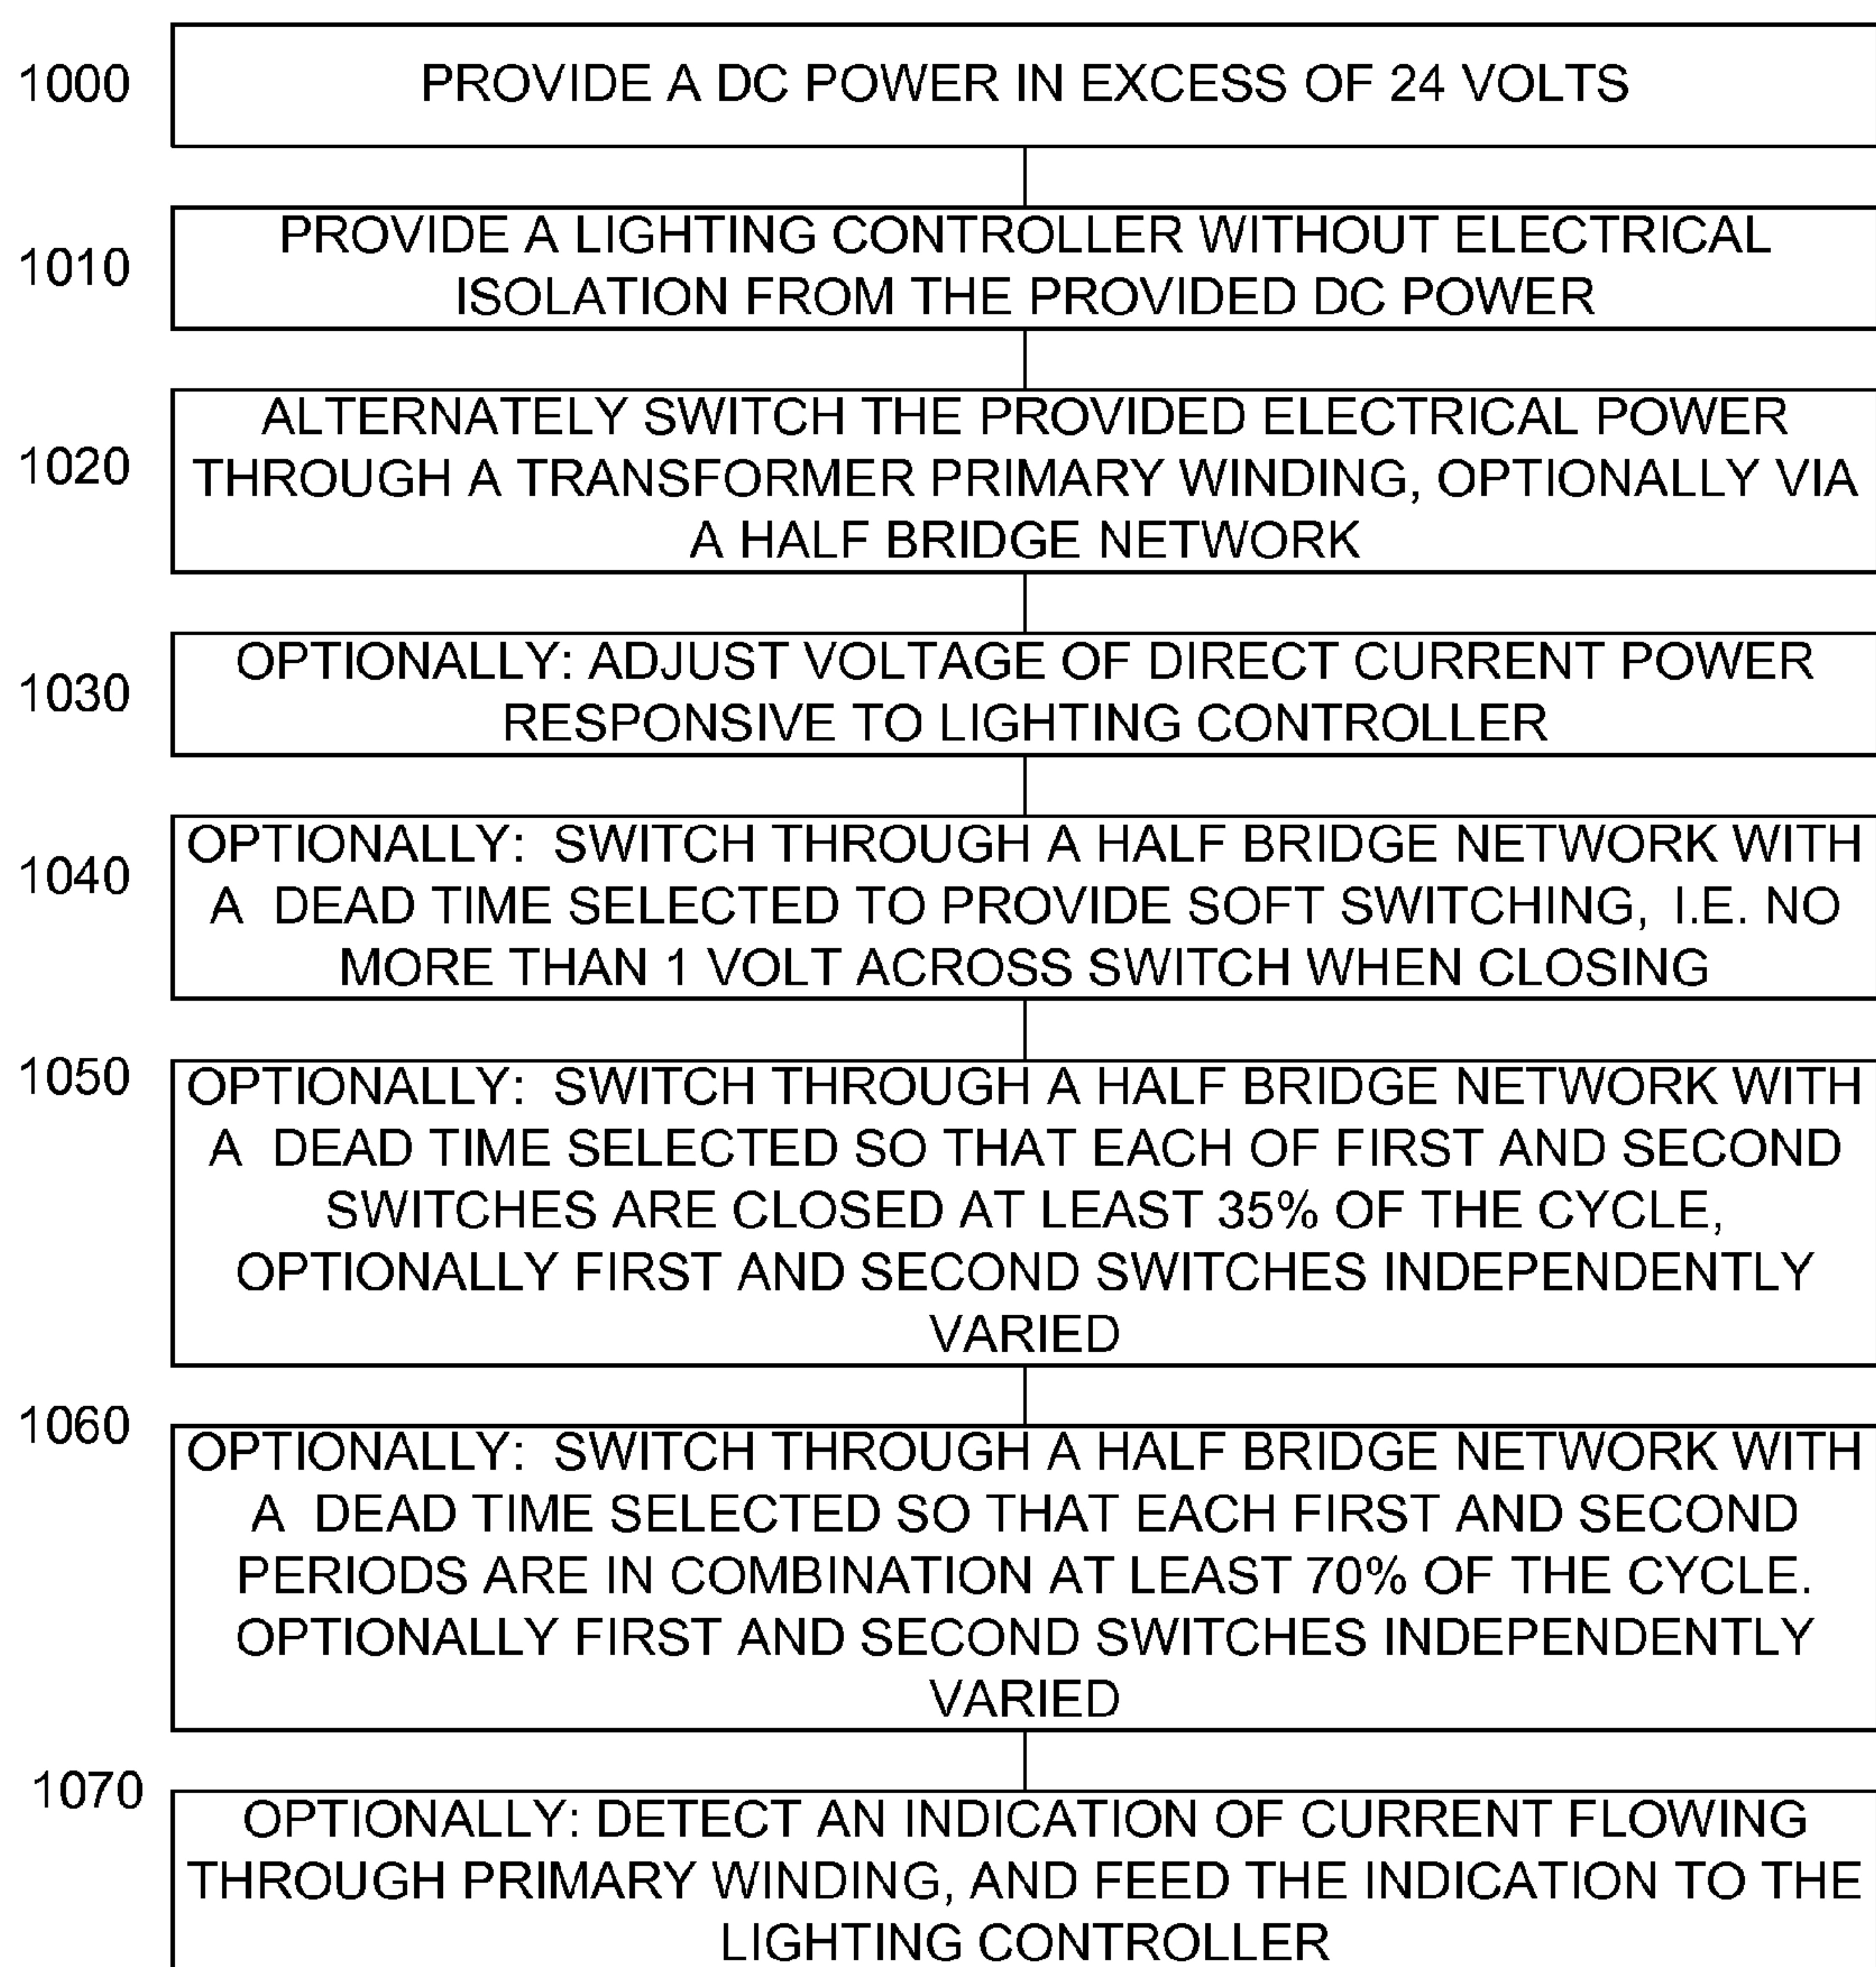 1000
PROVIDE A DC POWER IN EXCESS OF 24 VOLTS
1010
PROVIDE A LIGHTING CONTROLLER WITHOUT ELECTRICAL
ISOLATION FROM THE PROVIDED DC POWER
1020
ALTERNATELY SWITCH THE PROVIDED ELECTRICAL POWER
THROUGH A TRANSFORMER PRIMARY WINDING, OPTIONALLY VIA
A HALF BRIDGE NETWORK
1030
OPTIONALLY: ADJUST VOLTAGE OF DIRECT CURRENT POWER
RESPONSIVE TO LIGHTING CONTROLLER
1040
OPTIONALLY: SWITCH THROUGH A HALF BRIDGE NETWORK WITH
A DEAD TIME SELECTED TO PROVIDE SOFT SWITCHING, I.E. NO
MORE THAN 1 VOLT ACROSS SWITCH WHEN CLOSING
1050
OPTIONALLY: SWITCH THROUGH A HALF BRIDGE NETWORK WITH
A DEAD TIME SELECTED SO THAT EACH OF FIRST AND SECOND
SWITCHES ARE CLOSED AT LEAST 35% OF THE CYCLE,
OPTIONALLY FIRST AND SECOND SWITCHES INDEPENDENTLY
VARIED
1060
OPTIONALLY: SWITCH THROUGH A HALF BRIDGE NETWORK WITH
A DEAD TIME SELECTED SO THAT EACH FIRST AND SECOND
PERIODS ARE IN COMBINATION AT LEAST 70% OF THE CYCLE.
OPTIONALLY FIRST AND SECOND SWITCHES INDEPENDENTLY
VARIED
1070
OPTIONALLY: DETECT AN INDICATION OF CURRENT FLOWING
THROUGH PRIMARY WINDING, AND FEED THE INDICATION TO THE
LIGHTING CONTROLLER